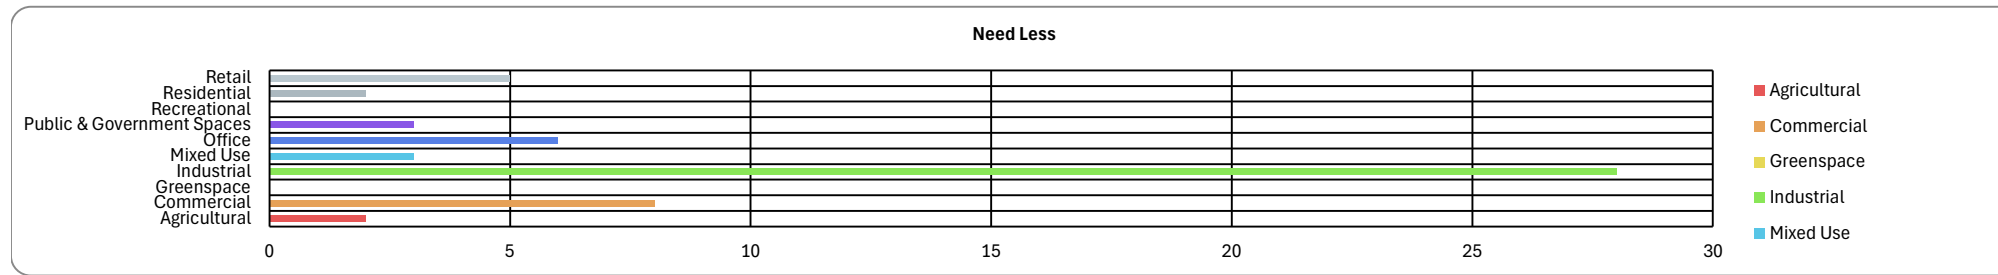 Need Less
Retail
Residential
Recreational
Public & Government Spaces
Office
Mixed Use
Industrial
Greenspace
Commercial
Agricultural
0 5 10 15 20 25 30
Agricultural
Commercial
Greenspace
Industrial
Mixed Use